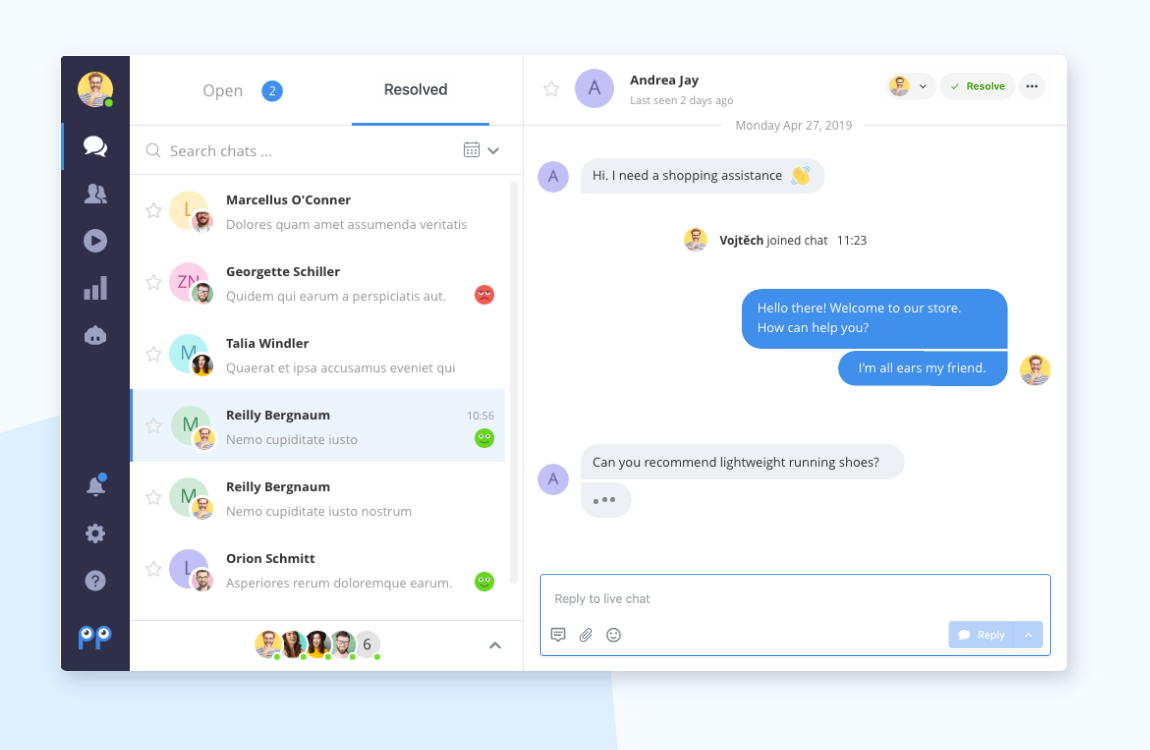 Open 2 Resolved
Search chats ...
L
Marcellus O'Conner
Dolores quam amet assumenda veritatis
ZN
Georgette Schiller
Quidem qui earum a perspiciatis aut.
M
Talia Windler
Quaerat et ipsa accusamus eveniet qui
M
Reilly Bergnaum 10:56
Nemo cupiditate iusto
M
Reilly Bergnaum
Nemo cupiditate iusto nostrum
L
Orion Schmitt
Asperiores rerum doloremque earum.
6
?
pp
A
Andrea Jay
Last seen 2 days ago
Resolve
Monday Apr 27, 2019
A
Hi. I need a shopping assistance
Vojtěch joined chat 11:23
Hello there! Welcome to our store.
How can help you?
I'm all ears my friend.
A
Can you recommend lightweight running shoes?
Reply to live chat
Reply